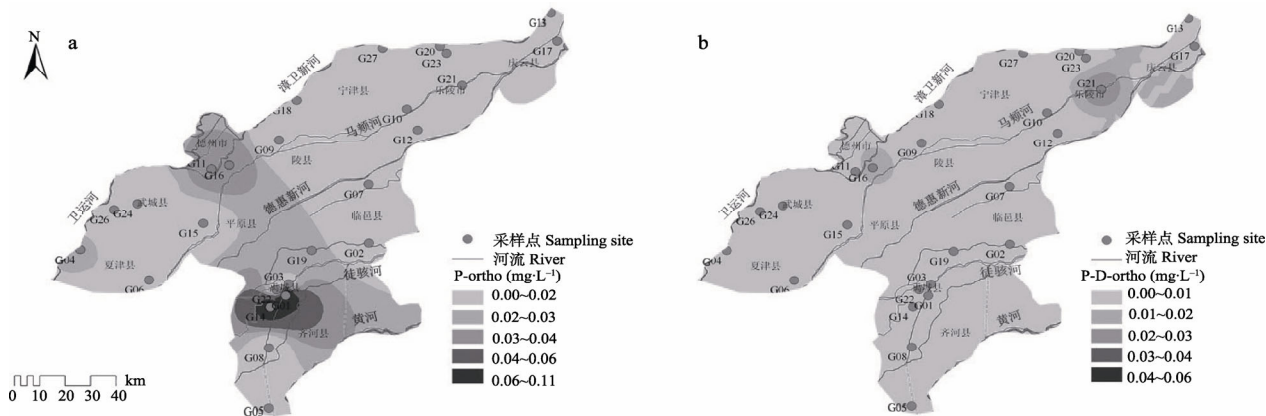 a
N
G13
G17
G20
G23
G27
漳卫新河
宁津县
G21
庆云县
乐陵市
G18
G10
马颊河
G12
德州市
G09
陵县
G11
G16
德惠新河
G07
卫运河
武城县
G26
G24
平原县
临邑县
G15
G04
夏津县
G06
G19
G02
G03
徒骇河
G22
G01
G14
黄河
齐河县
G08
G05
km
0 10 20 30 40
采样点 Sampling site
河流 River
P-ortho (mg·L⁻¹)
0.00~0.02
0.02~0.03
0.03~0.04
0.04~0.06
0.06~0.11
b
G13
G17
G20
G23
G27
漳卫新河
宁津县
G21
庆云县
乐陵市
G18
G10
马颊河
G12
德州市
G09
陵县
G11
G16
德惠新河
G07
卫运河
武城县
G26
G24
平原县
临邑县
G15
G04
夏津县
G06
G19
G02
G03
徒骇河
G22
G01
G14
黄河
齐河县
G08
G05
采样点 Sampling site
河流 River
P-D-ortho (mg·L⁻¹)
0.00~0.01
0.01~0.02
0.02~0.03
0.03~0.04
0.04~0.06